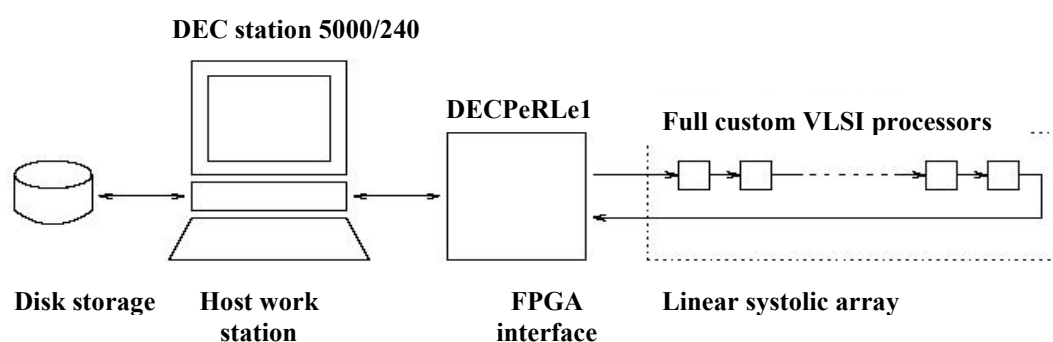 DEC station 5000/240
DECPeRLe1
Full custom VLSI processors
Disk storage
Host work
station
FPGA
interface
Linear systolic array